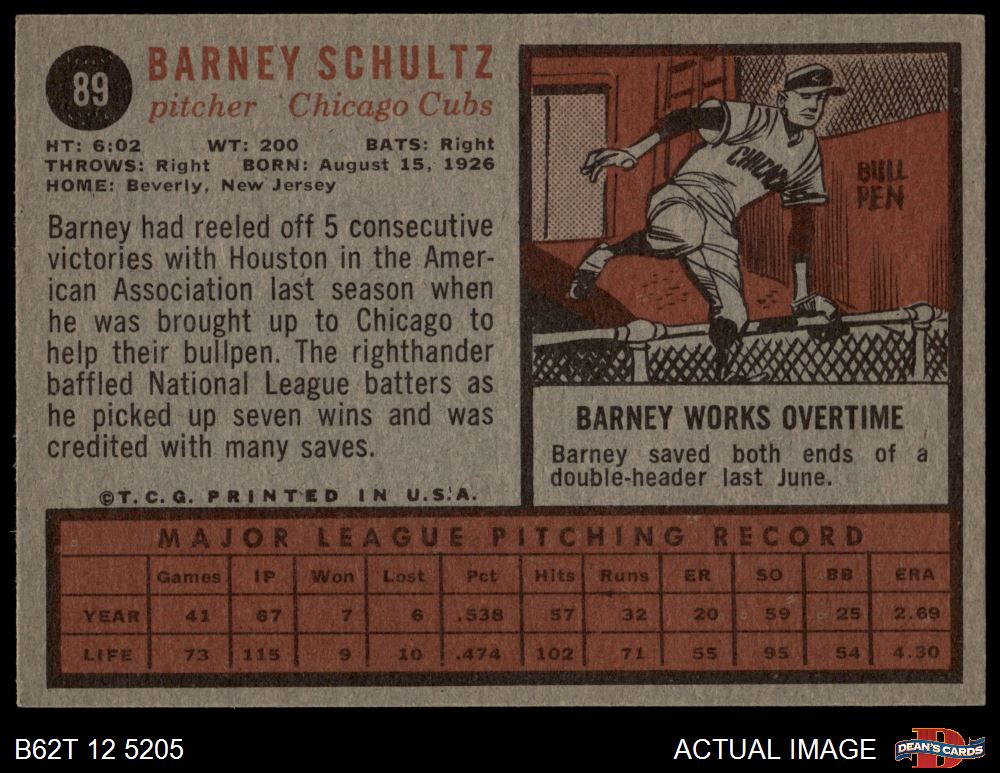 89
BARNEY SCHULTZ
pitcher Chicago Cubs
HT: 6:02 WT: 200 BATS: Right
THROWS: Right BORN: August 15, 1926
HOME: Beverly, New Jersey
Barney had reeled off 5 consecutive
victories with Houston in the Amer-
ican Association last season when
he was brought up to Chicago to
help their bullpen. The righthander
baffled National League batters as
he picked up seven wins and was
credited with many saves.
©T.C.G. PRINTED IN U.S.A.
CHICAGO
BULL
PEN
BARNEY WORKS OVERTIME
Barney saved both ends of a
double-header last June.
MAJOR LEAGUE PITCHING RECORD
Games IP Won Lost Pct Hits Runs ER SO BB ERA
YEAR 41 67 7 6 .538 57 32 20 59 25 2.69
LIFE 73 115 9 10 .474 102 71 55 95 54 4.30
B62T 12 5205
ACTUAL IMAGE
D
DEAN'S CARDS